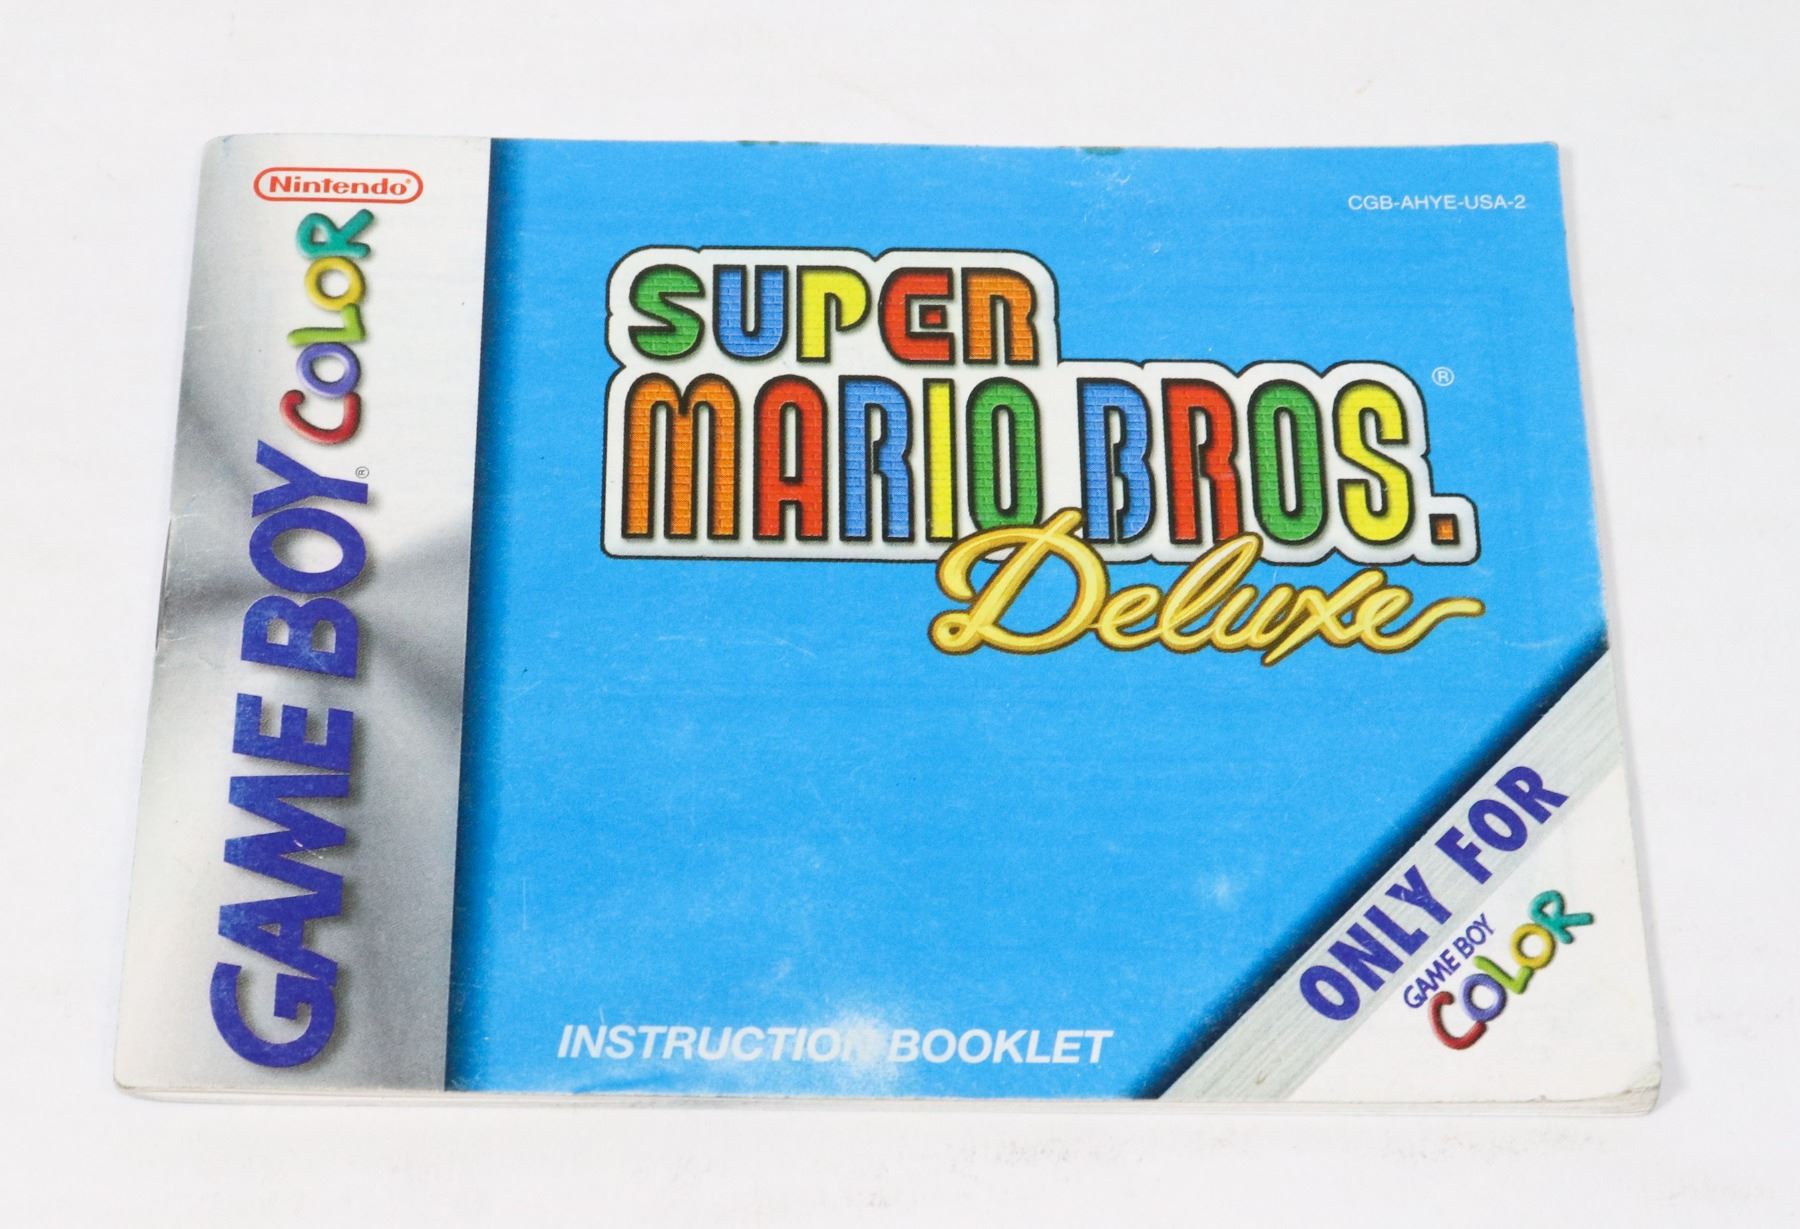 Nintendo®
GAME BOY® COLOR
CGB-AHYE-USA-2
SUPER
MARIO BROS.®
Deluxe
INSTRUCTION BOOKLET
ONLY FOR
GAME BOY
COLOR